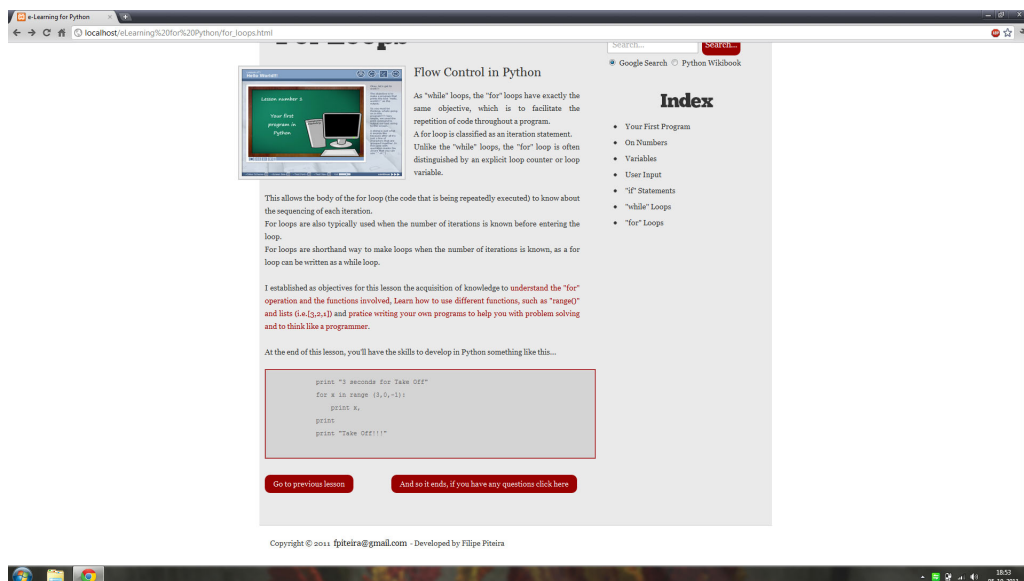 e-Learning for Python
localhost/eLearning%20for%20Python/for_loops.html
For Loops
Search...
Search...
Google Search
Python Wikibook
Hello World!!!
Lesson number 1
Your first
program in
Python
Flow Control in Python
As "while" loops, the "for" loops have exactly the
same objective, which is to facilitate the
repetition of code throughout a program.
A for loop is classified as an iteration statement.
Unlike the "while" loops, the "for" loop is often
distinguished by an explicit loop counter or loop
variable.
This allows the body of the for loop (the code that is being repeatedly executed) to know about
the sequencing of each iteration.
For loops are also typically used when the number of iterations is known before entering the
loop.
For loops are shorthand way to make loops when the number of iterations is known, as a for
loop can be written as a while loop.
I established as objectives for this lesson the acquisition of knowledge to understand the "for"
operation and the functions involved, Learn how to use different functions, such as "range()"
and lists (i.e.[3,2,1]) and pratice writing your own programs to help you with problem solving
and to think like a programmer.
At the end of this lesson, you'll have the skills to develop in Python something like this...
print "3 seconds for Take Off"
for x in range (3,0,-1):
print x,
print
print "Take Off!!!"
Go to previous lesson
And so it ends, if you have any questions click here
Index
Your First Program
On Numbers
Variables
User Input
"if" Statements
"while" Loops
"for" Loops
Copyright © 2011 fpiteira@gmail.com - Developed by Filipe Piteira
18:53